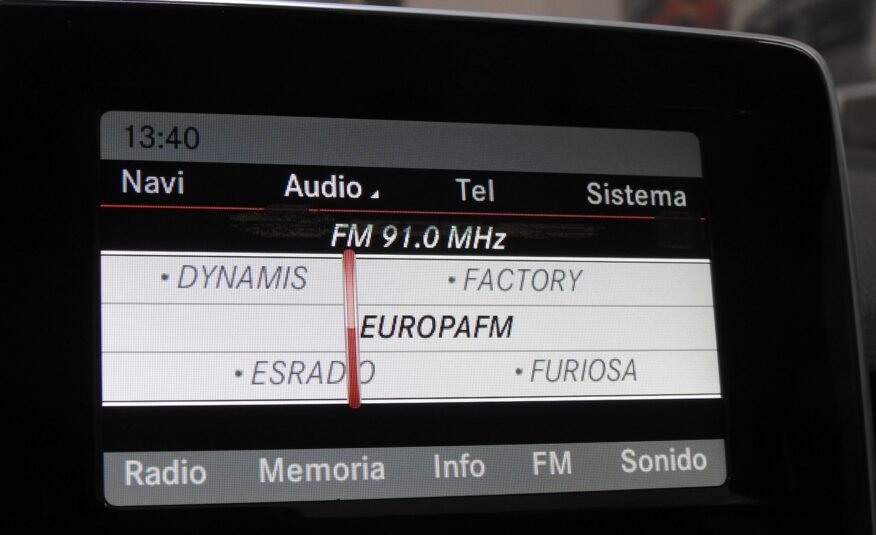 13:40
Navi Audio Tel Sistema
FM 91.0 MHz
• DYNAMIS • FACTORY
EUROPAFM
• ESRADIO • FURIOSA
Radio Memoria Info FM Sonido